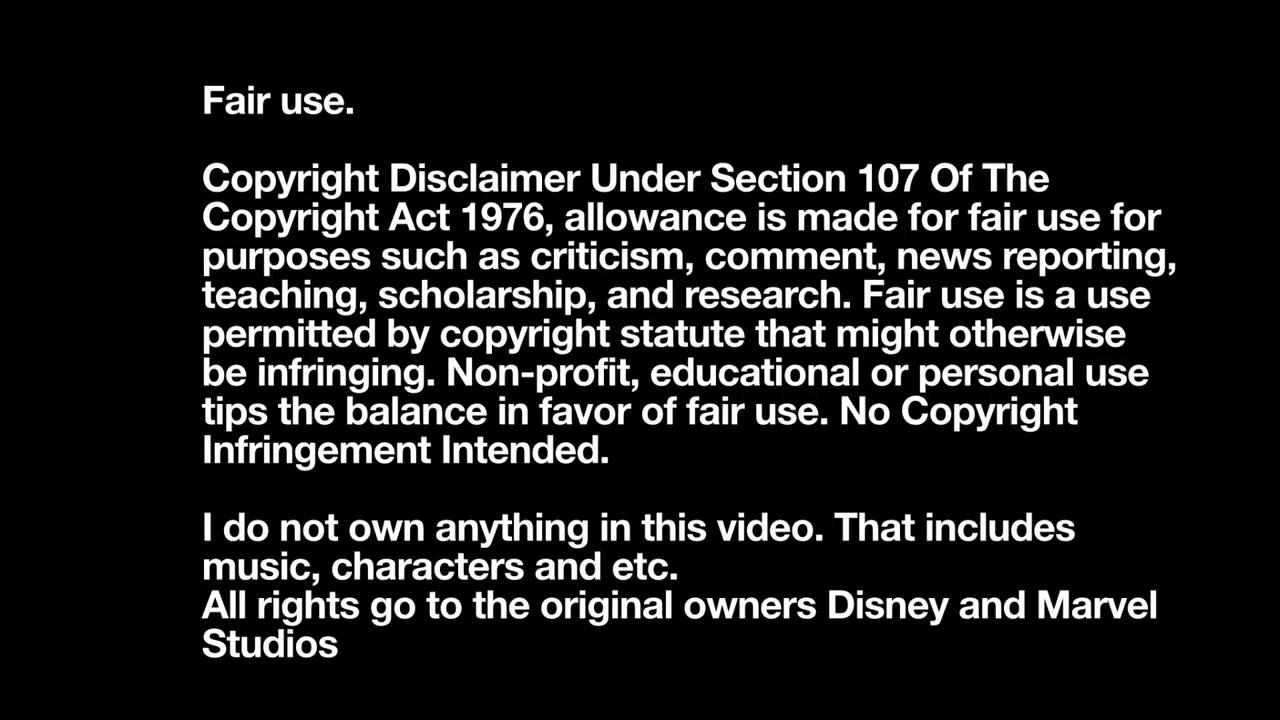 Fair use.
Copyright Disclaimer Under Section 107 Of The
Copyright Act 1976, allowance is made for fair use for
purposes such as criticism, comment, news reporting,
teaching, scholarship, and research. Fair use is a use
permitted by copyright statute that might otherwise
be infringing. Non-profit, educational or personal use
tips the balance in favor of fair use. No Copyright
Infringement Intended.
I do not own anything in this video. That includes
music, characters and etc.
All rights go to the original owners Disney and Marvel
Studios